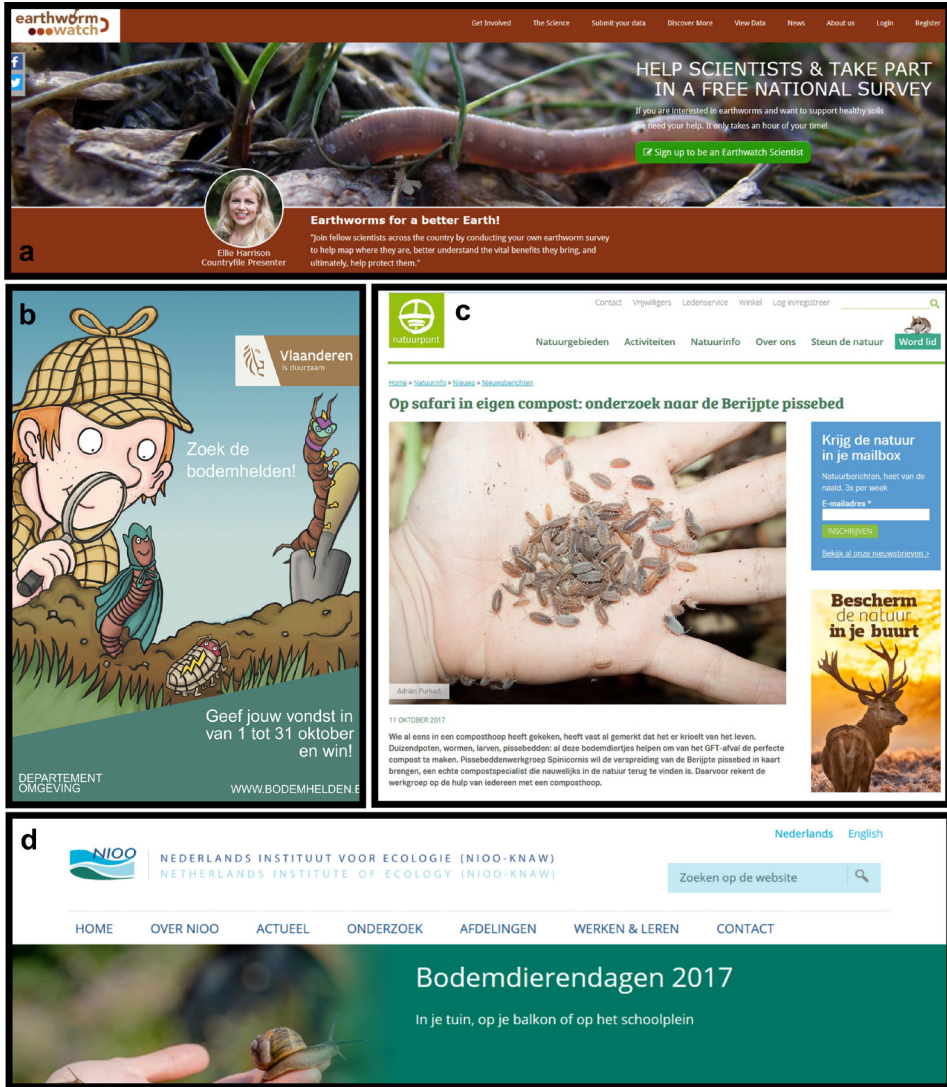 earthworm
watch
Get Involved The Science Submit your data Discover More View Data News About us Login Register
f
HELP SCIENTISTS & TAKE PART
IN A FREE NATIONAL SURVEY
If you are interested in earthworms and want to support healthy soils
we need your help. It only takes an hour of your time!
Sign up to be an Earthwatch Scientist
Ellie Harrison
Countryfile Presenter
Earthworms for a better Earth!
"Join fellow scientists across the country by conducting your own earthworm survey
to help map where they are, better understand the vital benefits they bring, and
ultimately, help protect them."
a
b
Vlaanderen
is duurzaam
Zoek de
bodemhelden!
Geef jouw vondst in
van 1 tot 31 oktober
en win!
DEPARTEMENT
OMGEVING
WWW.BODEMHELDEN.E
c
natuurpunt
Contact Vrijwilligers Ledenservice Winkel Log in/registreer
Natuurgebieden Activiteiten Natuurinfo Over ons Steun de natuur Word lid
Home » Natuurinfo » Nieuws » Nieuwsberichten
Op safari in eigen compost: onderzoek naar de Berijpte pissebed
Adrián Purkart
11 OKTOBER 2017
Wie al eens in een composthoop heeft gekeken, heeft vast al gemerkt dat het er krioelt van het leven.
Duizendpoten, wormen, larven, pissebedden: al deze bodemdiertjes helpen om van het GFT-afval de perfecte
compost te maken. Pissebeddenwerkgroep Spinicornis wil de verspreiding van de Berijpte pissebed in kaart
brengen, een echte compostspecialist die nauwelijks in de natuur terug te vinden is. Daarvoor rekent de
werkgroep op de hulp van iedereen met een composthoop.
Krijg de natuur
in je mailbox
Natuurberichten, heet van de
naald. 3x per week
E-mailadres *
INSCHRIJVEN
Bekijk al onze nieuwsbrieven >
Bescherm
de natuur
in je buurt
d
NIOO
NEDERLANDS INSTITUUT VOOR ECOLOGIE (NIOO-KNAW)
NETHERLANDS INSTITUTE OF ECOLOGY (NIOO-KNAW)
Nederlands English
Zoeken op de website
HOME OVER NIOO ACTUEEL ONDERZOEK AFDELINGEN WERKEN & LEREN CONTACT
Bodemdierendagen 2017
In je tuin, op je balkon of op het schoolplein